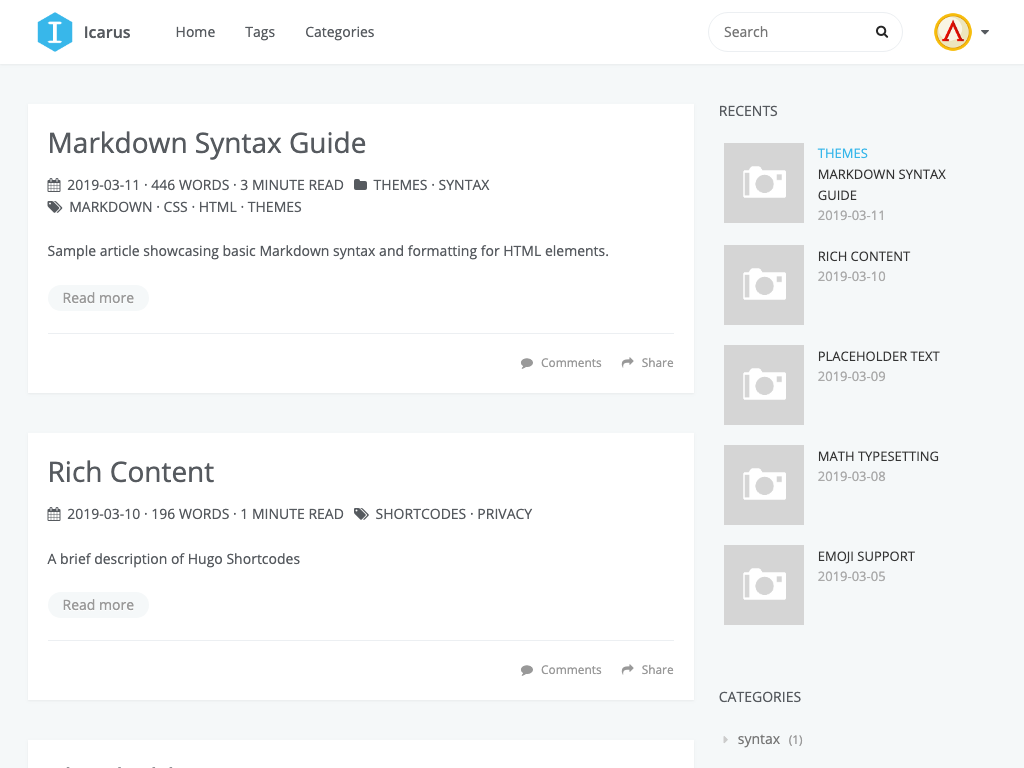 Icarus
Home
Tags
Categories
Search
Markdown Syntax Guide
2019-03-11 · 446 WORDS · 3 MINUTE READ THEMES · SYNTAX
MARKDOWN · CSS · HTML · THEMES
Sample article showcasing basic Markdown syntax and formatting for HTML elements.
Read more
Comments
Share
Rich Content
2019-03-10 · 196 WORDS · 1 MINUTE READ SHORTCODES · PRIVACY
A brief description of Hugo Shortcodes
Read more
Comments
Share
RECENTS
THEMES
MARKDOWN SYNTAX
GUIDE
2019-03-11
RICH CONTENT
2019-03-10
PLACEHOLDER TEXT
2019-03-09
MATH TYPESETTING
2019-03-08
EMOJI SUPPORT
2019-03-05
CATEGORIES
syntax (1)